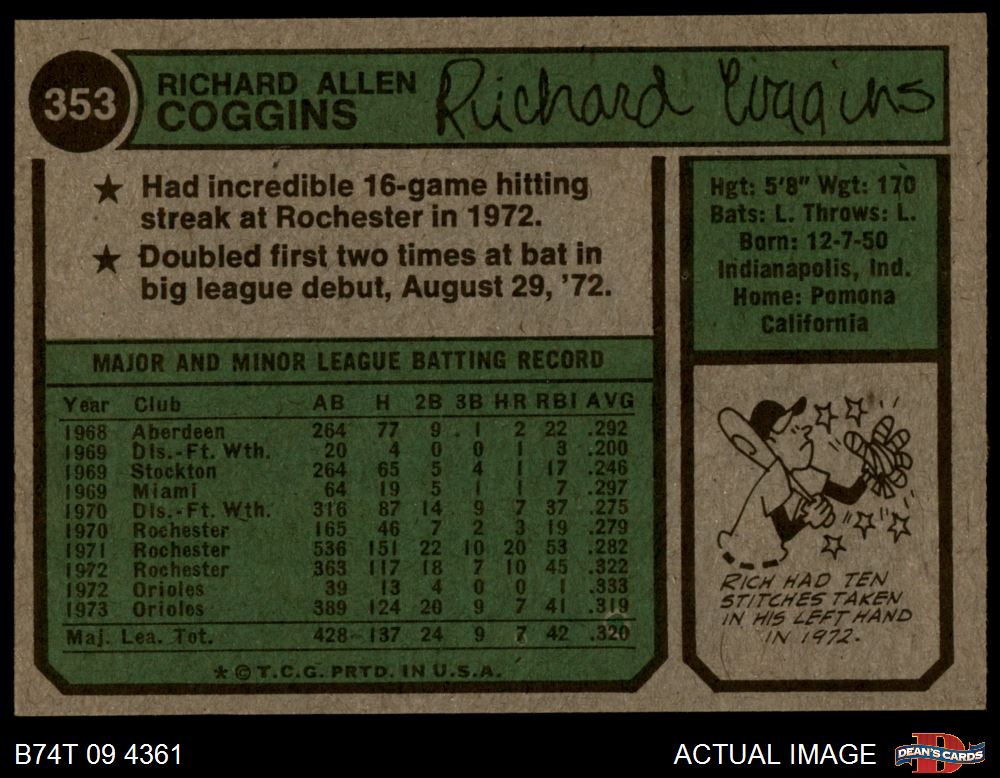 353
RICHARD ALLEN
COGGINS
Richard Coggins
★ Had incredible 16-game hitting
streak at Rochester in 1972.
★ Doubled first two times at bat in
big league debut, August 29, '72.
Hgt: 5'8" Wgt: 170
Bats: L. Throws: L.
Born: 12-7-50
Indianapolis, Ind.
Home: Pomona
California
MAJOR AND MINOR LEAGUE BATTING RECORD
Year Club AB H 2B 3B HR RBI AVG
1968 Aberdeen 264 77 9 1 2 22 .292
1969 Dls.-Ft. Wth. 20 4 0 0 1 3 .200
1969 Stockton 264 65 5 4 1 17 .246
1969 Miami 64 19 5 1 1 7 .297
1970 Dls.-Ft. Wth. 316 87 14 9 7 37 .275
1970 Rochester 165 46 7 2 3 19 .279
1971 Rochester 536 151 22 10 20 53 .282
1972 Rochester 363 117 18 7 10 45 .322
1972 Orioles 39 13 4 0 0 1 .333
1973 Orioles 389 124 20 9 7 41 .319
Maj. Lea. Tot. 428 137 24 9 7 42 .320
* © T.C.G. PRTD. IN U.S.A.
RICH HAD TEN
STITCHES TAKEN
IN HIS LEFT HAND
IN 1972.
B74T 09 4361
ACTUAL IMAGE
D
DEAN'S CARDS